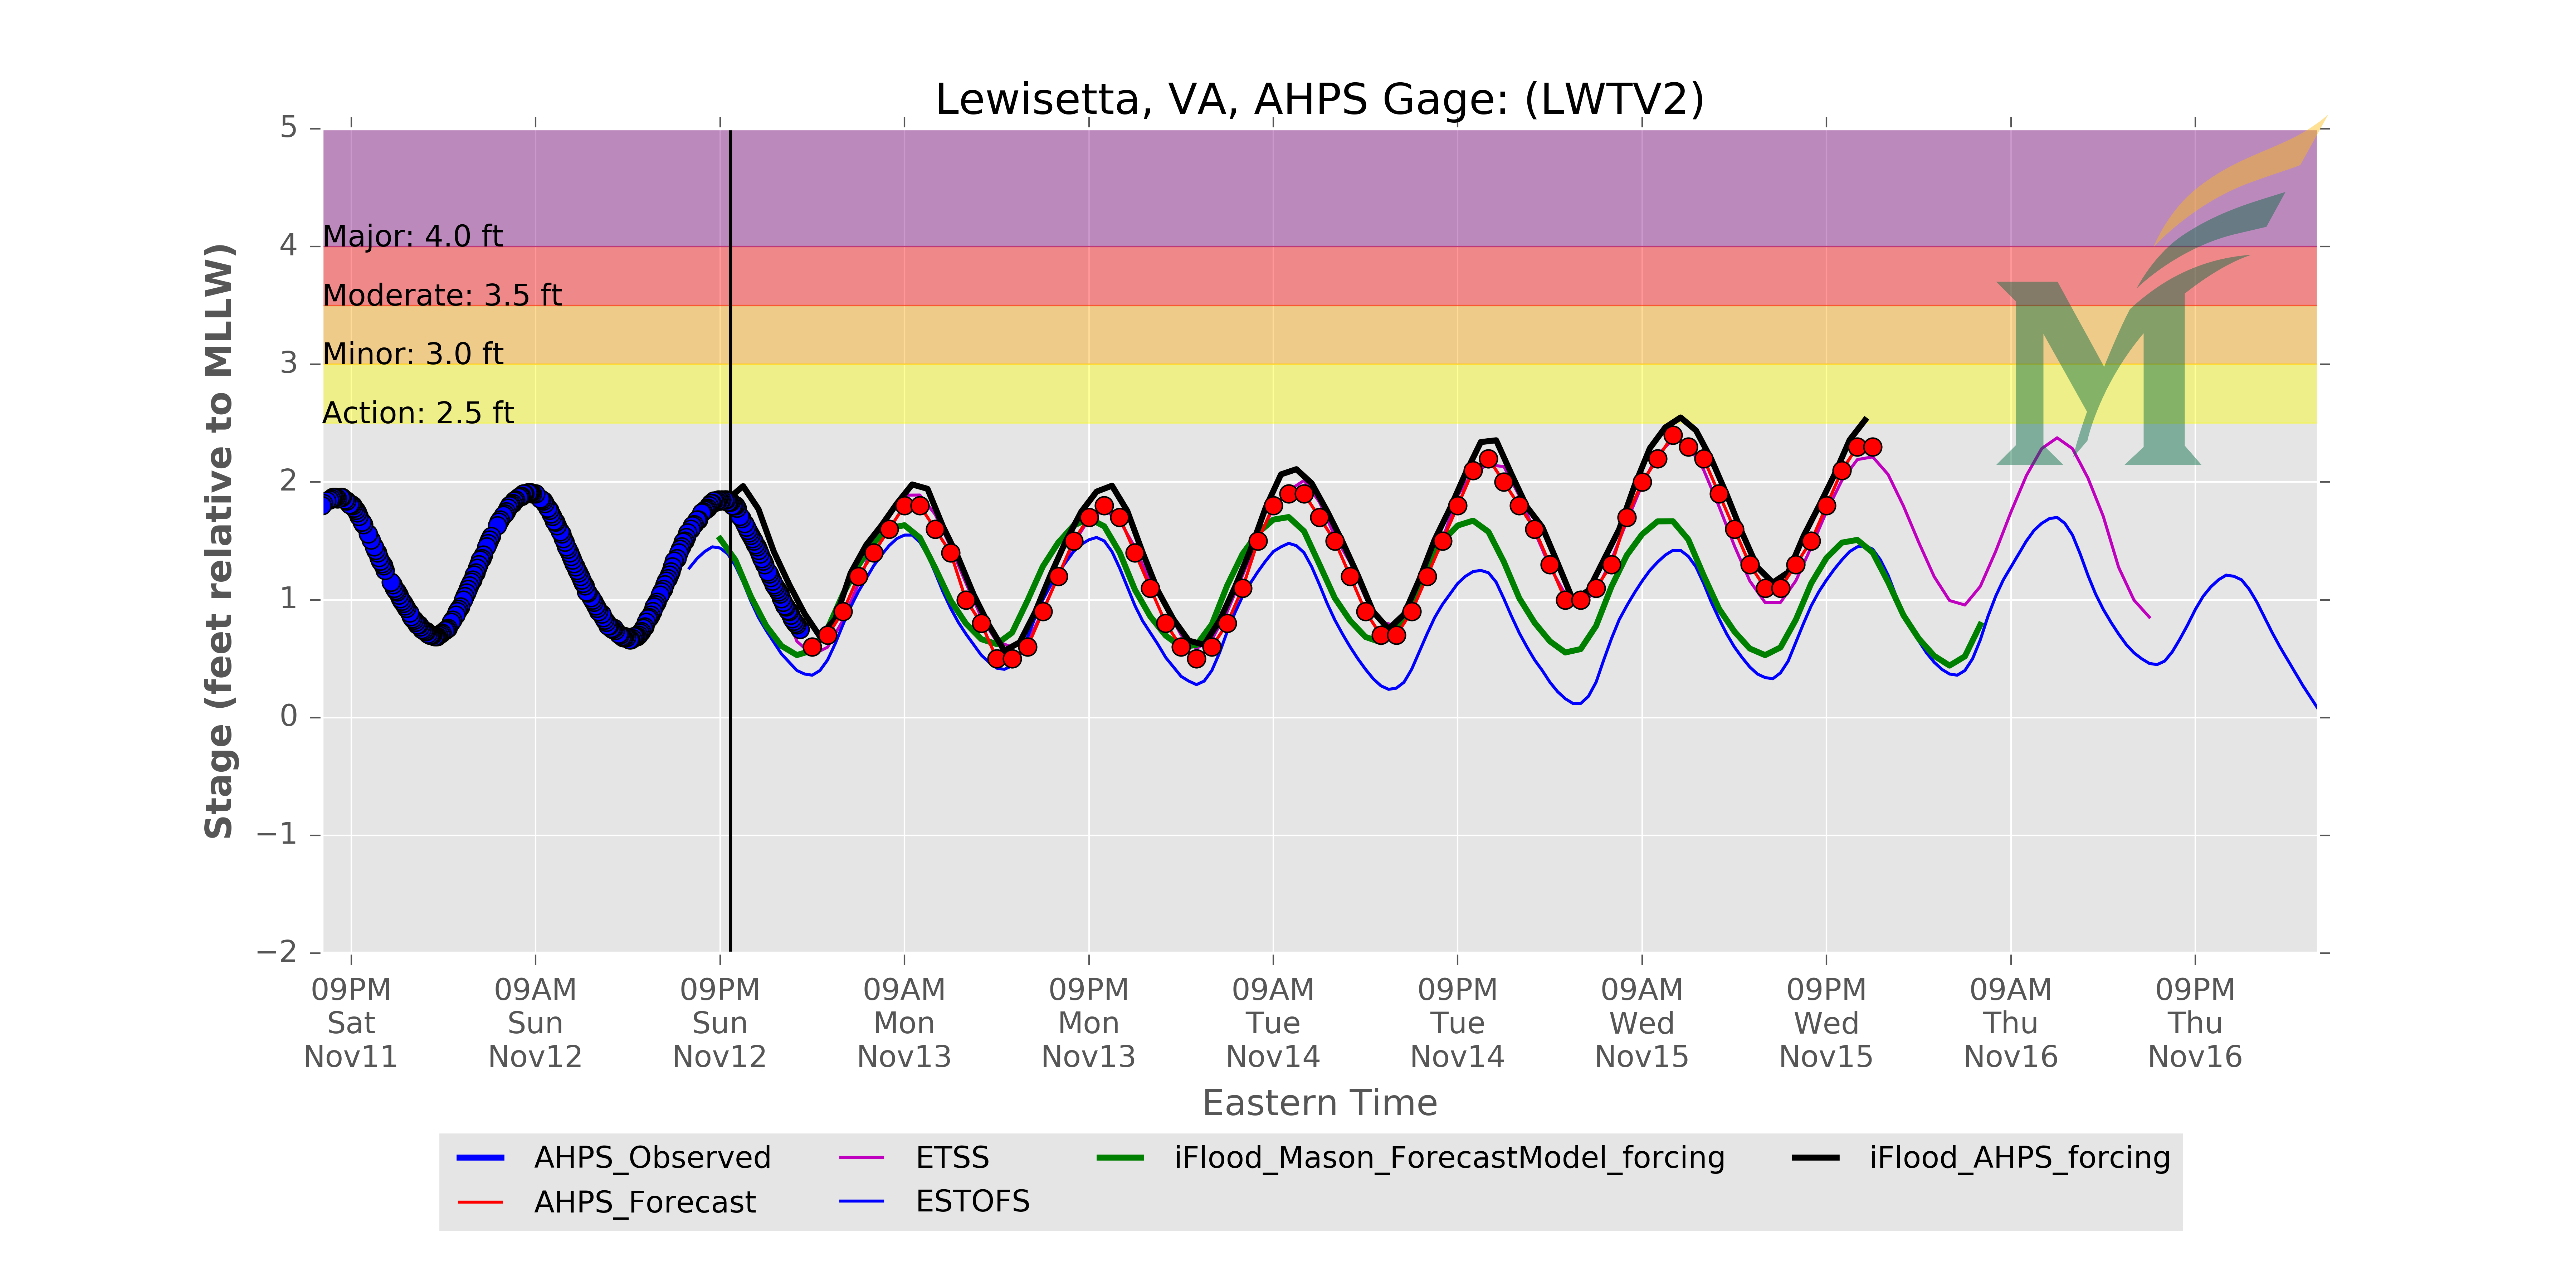 Lewisetta, VA, AHPS Gage: (LWTV2)
5
4
3
2
1
0
−1
−2
Stage (feet relative to MLLW)
Major: 4.0 ft
Moderate: 3.5 ft
Minor: 3.0 ft
Action: 2.5 ft
M
09PM 09AM 09PM 09AM 09PM 09AM 09PM 09AM 09PM 09AM 09PM
Sat Sun Sun Mon Mon Tue Tue Wed Wed Thu Thu
Nov11 Nov12 Nov12 Nov13 Nov13 Nov14 Nov14 Nov15 Nov15 Nov16 Nov16
Eastern Time
AHPS_Observed ETSS iFlood_Mason_ForecastModel_forcing iFlood_AHPS_forcing
AHPS_Forecast ESTOFS